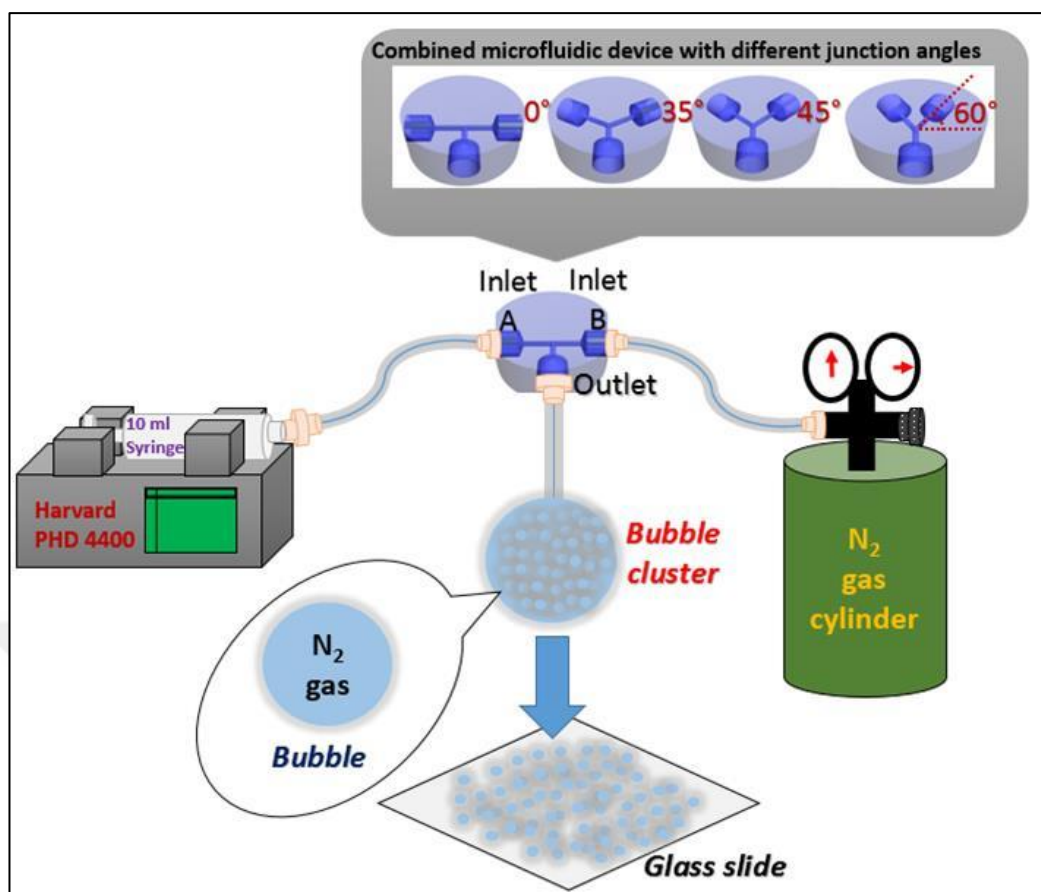 Combined microfluidic device with different junction angles
0°
35°
45°
60°
Inlet
Inlet
A
B
Outlet
10 ml
Syringe
Harvard
PHD 4400
Bubble
cluster
N₂
gas
cylinder
N₂
gas
Bubble
Glass slide